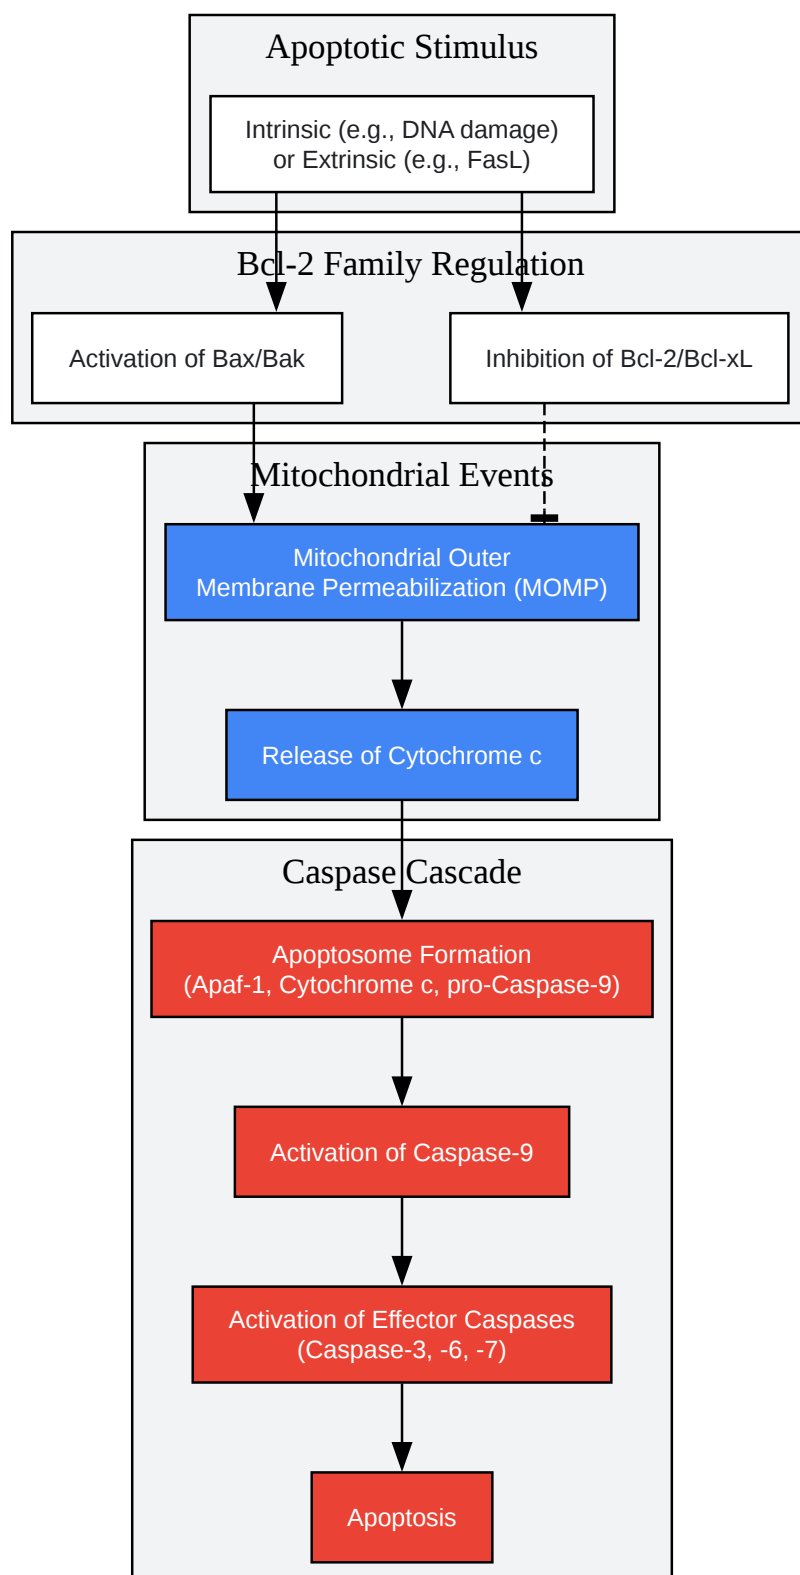 Apoptotic Stimulus
Intrinsic (e.g., DNA damage)
or Extrinsic (e.g., FasL)
Bcl-2 Family Regulation
Activation of Bax/Bak
Inhibition of Bcl-2/Bcl-xL
Mitochondrial Events
Mitochondrial Outer
Membrane Permeabilization (MOMP)
Release of Cytochrome c
Caspase Cascade
Apoptosome Formation
(Apaf-1, Cytochrome c, pro-Caspase-9)
Activation of Caspase-9
Activation of Effector Caspases
(Caspase-3, -6, -7)
Apoptosis